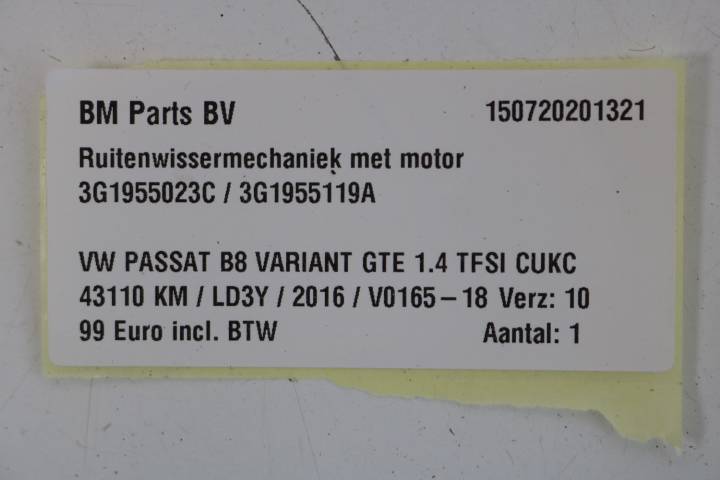 BM Parts BV 150720201321
Ruitenwissermechaniek met motor
3G1955023C / 3G1955119A
VW PASSAT B8 VARIANT GTE 1.4 TFSI CUKC
43110 KM / LD3Y / 2016 / V0165-18 Verz: 10
99 Euro incl. BTW Aantal: 1